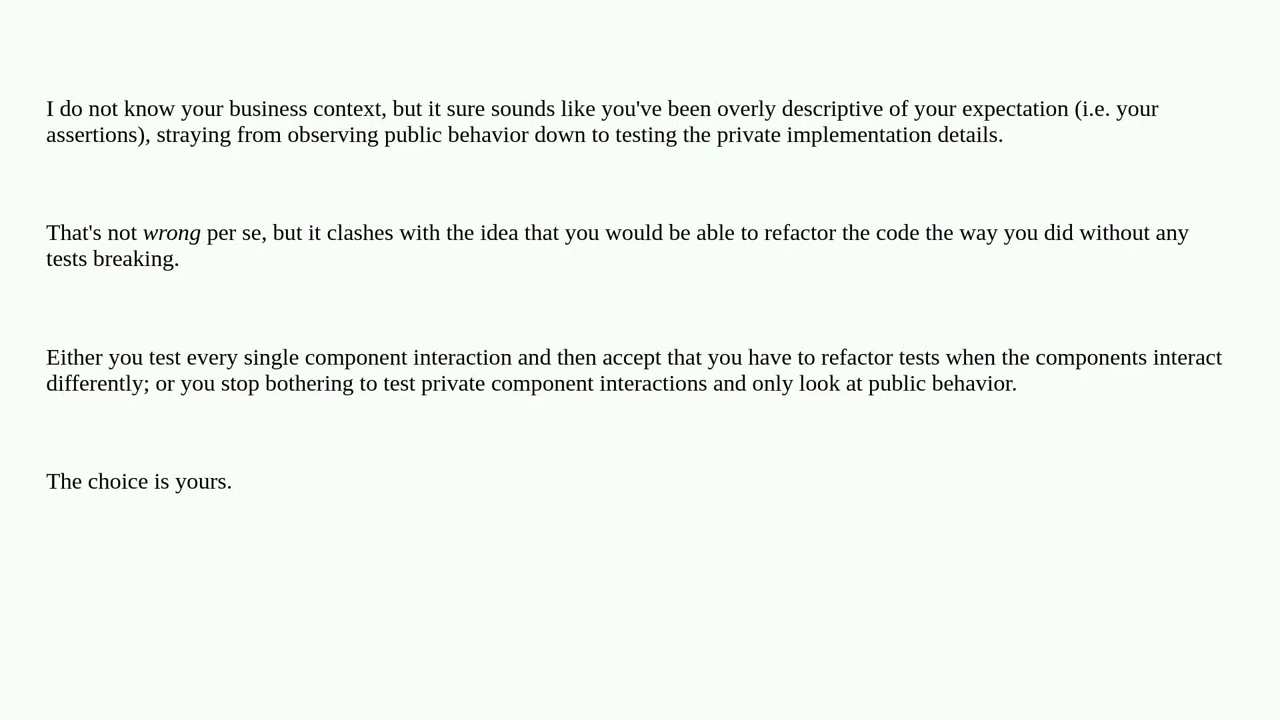 I do not know your business context, but it sure sounds like you've been overly descriptive of your expectation (i.e. your
assertions), straying from observing public behavior down to testing the private implementation details.
That's not wrong per se, but it clashes with the idea that you would be able to refactor the code the way you did without any
tests breaking.
Either you test every single component interaction and then accept that you have to refactor tests when the components interact
differently; or you stop bothering to test private component interactions and only look at public behavior.
The choice is yours.